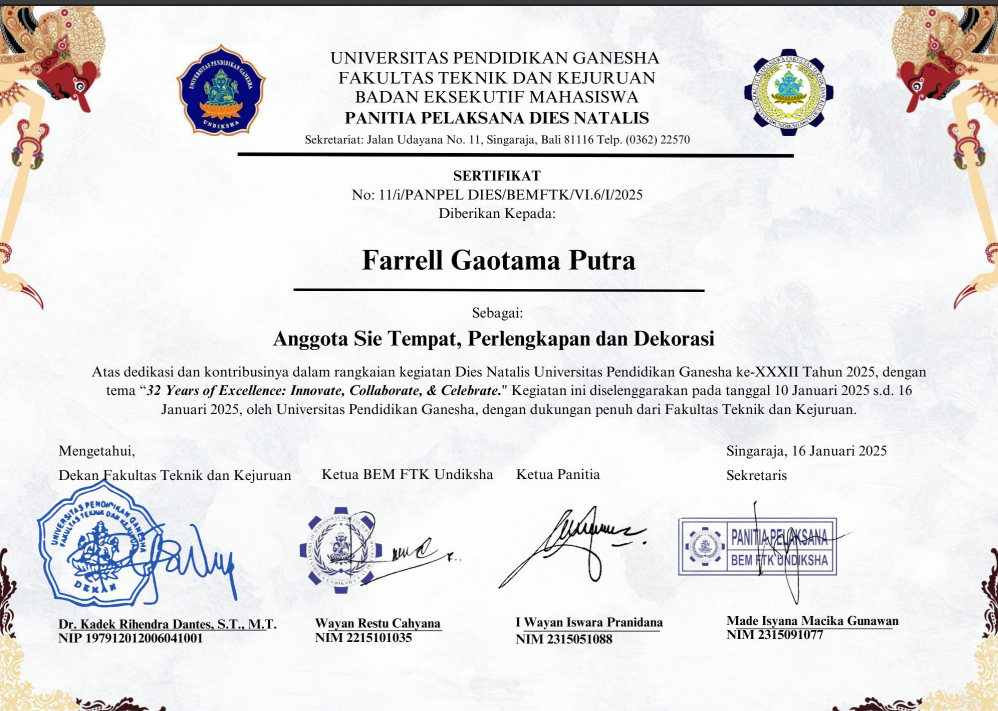 UNIVERSITAS PENDIDIKAN GANESHA
FAKULTAS TEKNIK DAN KEJURUAN
BADAN EKSEKUTIF MAHASISWA
PANITIA PELAKSANA DIES NATALIS
Sekretariat: Jalan Udayana No. 11, Singaraja, Bali 81116 Telp. (0362) 22570
UNIVERSITAS PENDIDIKAN GANESHA
UNDIKSHA
SERTIFIKAT
No: 11/i/PANPEL DIES/BEMFTK/VI.6/I/2025
Diberikan Kepada:
Farrell Gaotama Putra
Sebagai:
Anggota Sie Tempat, Perlengkapan dan Dekorasi
Atas dedikasi dan kontribusinya dalam rangkaian kegiatan Dies Natalis Universitas Pendidikan Ganesha ke-XXXII Tahun 2025, dengan
tema “32 Years of Excellence: Innovate, Collaborate, & Celebrate." Kegiatan ini diselenggarakan pada tanggal 10 Januari 2025 s.d. 16
Januari 2025, oleh Universitas Pendidikan Ganesha, dengan dukungan penuh dari Fakultas Teknik dan Kejuruan.
Mengetahui,
Singaraja, 16 Januari 2025
Dekan Fakultas Teknik dan Kejuruan
Ketua BEM FTK Undiksha
Ketua Panitia
Sekretaris
UNIVERSITAS PENDIDIKAN GANESHA
FAKULTAS TEKNIK DAN KEJURUAN
DEKAN
PANITIA PELAKSANA
BEM FTK UNDIKSHA
Dr. Kadek Rihendra Dantes, S.T., M.T.
NIP 197912012006041001
Wayan Restu Cahyana
NIM 2215101035
I Wayan Iswara Pranidana
NIM 2315051088
Made Isyana Macika Gunawan
NIM 2315091077